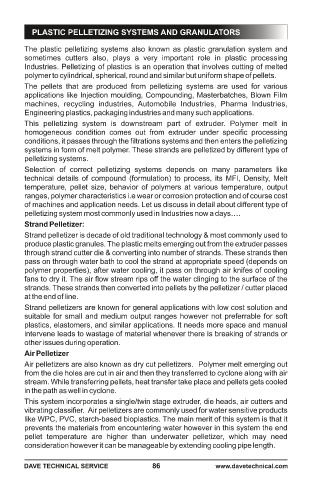 PLASTIC PELLETIZING SYSTEMS AND GRANULATORS
The plastic pelletizing systems also known as plastic granulation system and
sometimes cutters also, plays a very important role in plastic processing
Industries. Pelletizing of plastics is an operation that involves cutting of melted
polymer to cylindrical, spherical, round and similar but uniform shape of pellets.
The pellets that are produced from pelletizing systems are used for various
applications like Injection moulding, Compounding, Masterbatches, Blown Film
machines, recycling industries, Automobile Industries, Pharma Industries,
Engineering plastics, packaging industries and many such applications.
This pelletizing system is downstream part of extruder. Polymer melt in
homogeneous condition comes out from extruder under specific processing
conditions, it passes through the filtrations systems and then enters the pelletizing
systems in form of melt polymer. These strands are pelletized by different type of
pelletizing systems.
Selection of correct pelletizing systems depends on many parameters like
technical details of compound (formulation) to process, its MFI, Density, Melt
temperature, pellet size, behavior of polymers at various temperature, output
ranges, polymer characteristics i.e wear or corrosion protection and of course cost
of machines and application needs. Let us discuss in detail about different type of
pelletizing system most commonly used in Industries now a days....
Strand Pelletizer:
Strand pelletizer is decade of old traditional technology & most commonly used to
produce plastic granules. The plastic melts emerging out from the extruder passes
through strand cutter die & converting into number of strands. These strands then
pass on through water bath to cool the strand at appropriate speed (depends on
polymer properties), after water cooling, it pass on through air knifes of cooling
fans to dry it. The air flow stream rips off the water clinging to the surface of the
strands. These strands then converted into pellets by the pelletizer / cutter placed
at the end of line.
Strand pelletizers are known for general applications with low cost solution and
suitable for small and medium output ranges however not preferrable for soft
plastics, elastomers, and similar applications. It needs more space and manual
intervene leads to wastage of material whenever there is breaking of strands or
other issues during operation.
Air Pelletizer
Air pelletizers are also known as dry cut pelletizers. Polymer melt emerging out
from the die holes are cut in air and then they transferred to cyclone along with air
stream. While transferring pellets, heat transfer take place and pellets gets cooled
in the path as well in cyclone.
This system incorporates a single/twin stage extruder, die heads, air cutters and
vibrating classifier. Air pelletizers are commonly used for water sensitive products
like WPC, PVC, starch-based bioplastics. The main merit of this system is that it
prevents the materials from encountering water however in this system the end
pellet temperature are higher than underwater pelletizer, which may need
consideration however it can be manageable by extending cooling pipe length.
DAVE TECHNICAL SERVICE 86 www.davetechnical.com